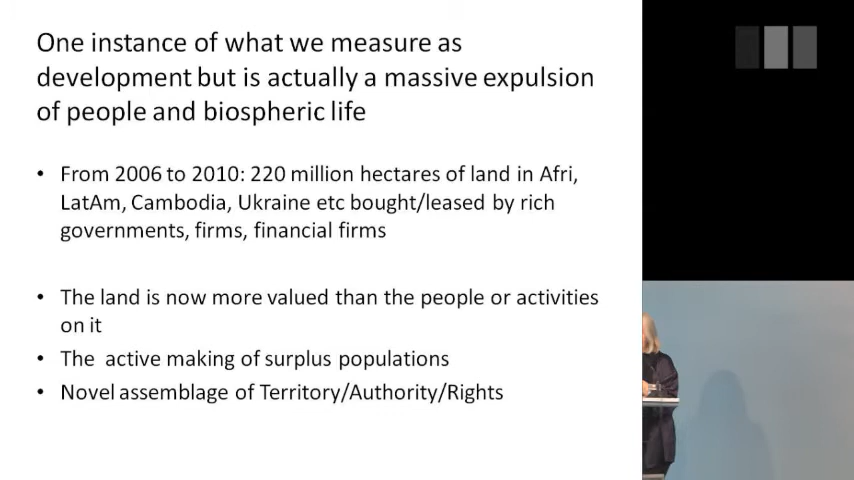 One instance of what we measure as
development but is actually a massive expulsion
of people and biospheric life
• From 2006 to 2010: 220 million hectares of land in Afri,
LatAm, Cambodia, Ukraine etc bought/leased by rich
governments, firms, financial firms
• The land is now more valued than the people or activities
on it
• The active making of surplus populations
• Novel assemblage of Territory/Authority/Rights